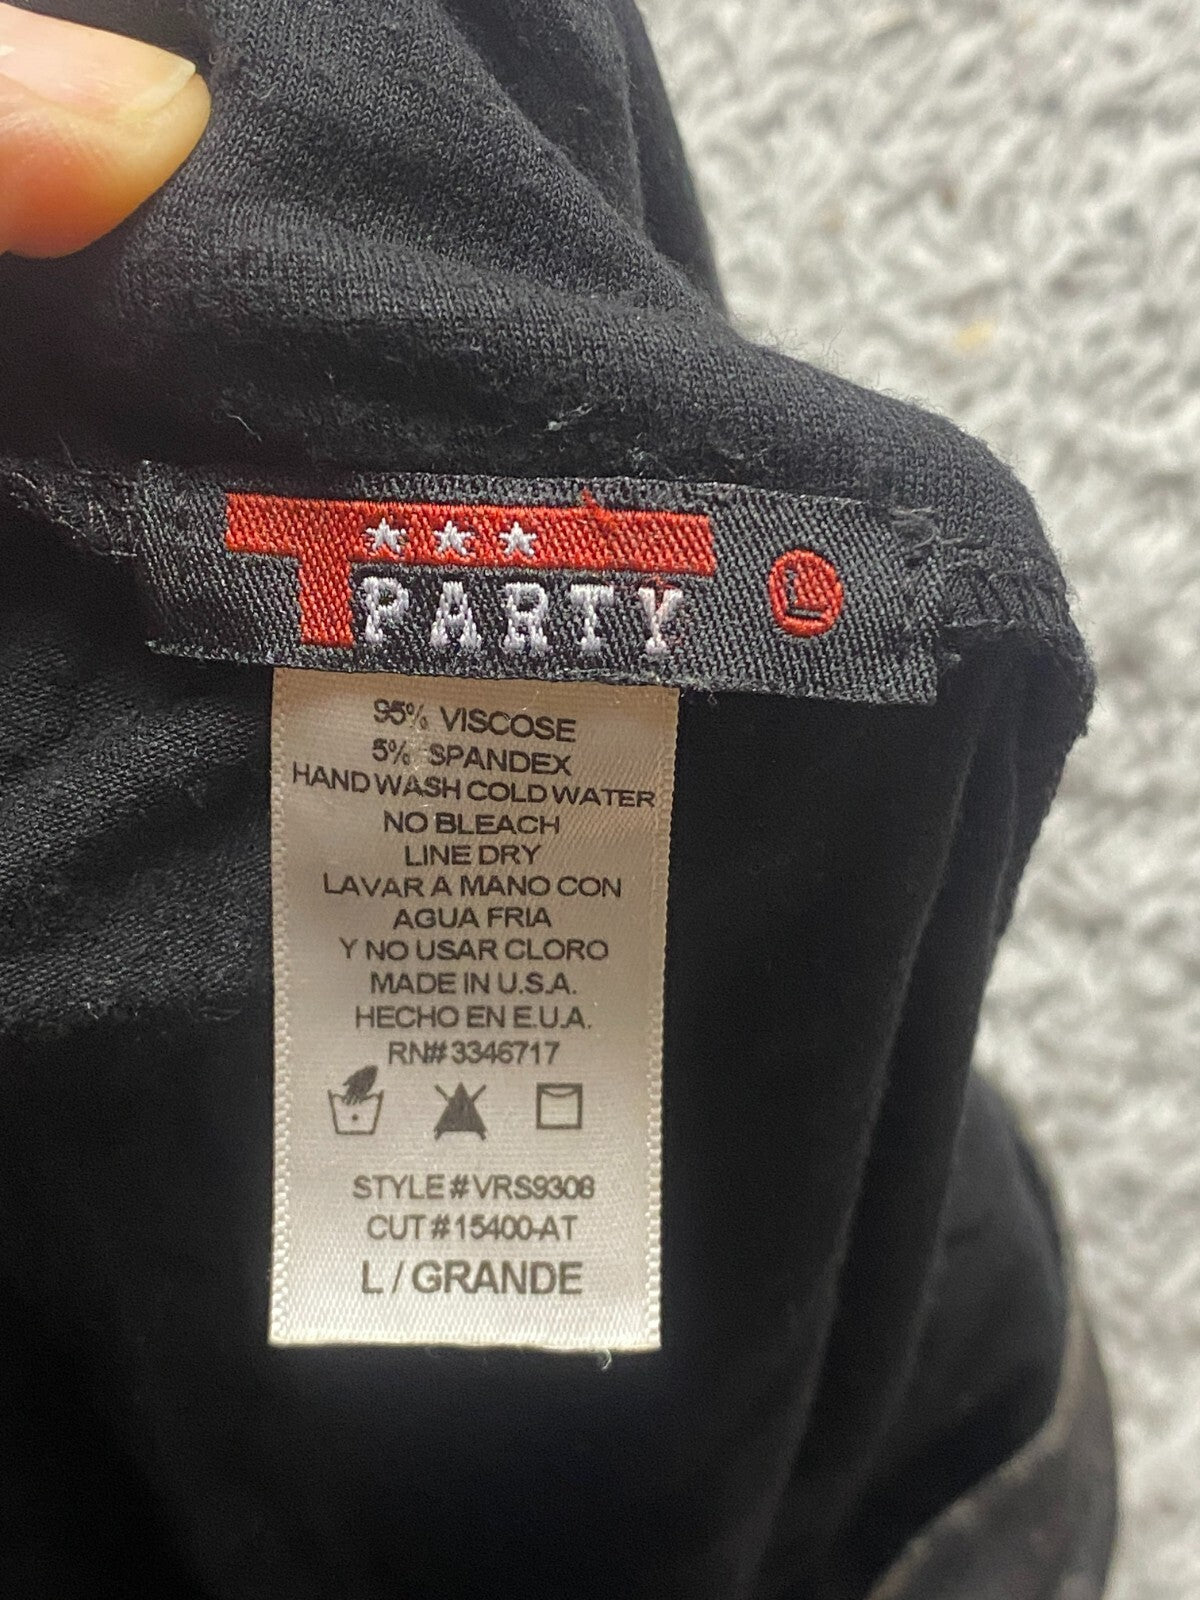 T PARTY L
95% VISCOSE
5% SPANDEX
HAND WASH COLD WATER
NO BLEACH
LINE DRY
LAVAR A MANO CON
AGUA FRIA
Y NO USAR CLORO
MADE IN U.S.A.
HECHO EN E.U.A.
RN# 3346717
STYLE # VRS9308
CUT # 15400-AT
L / GRANDE